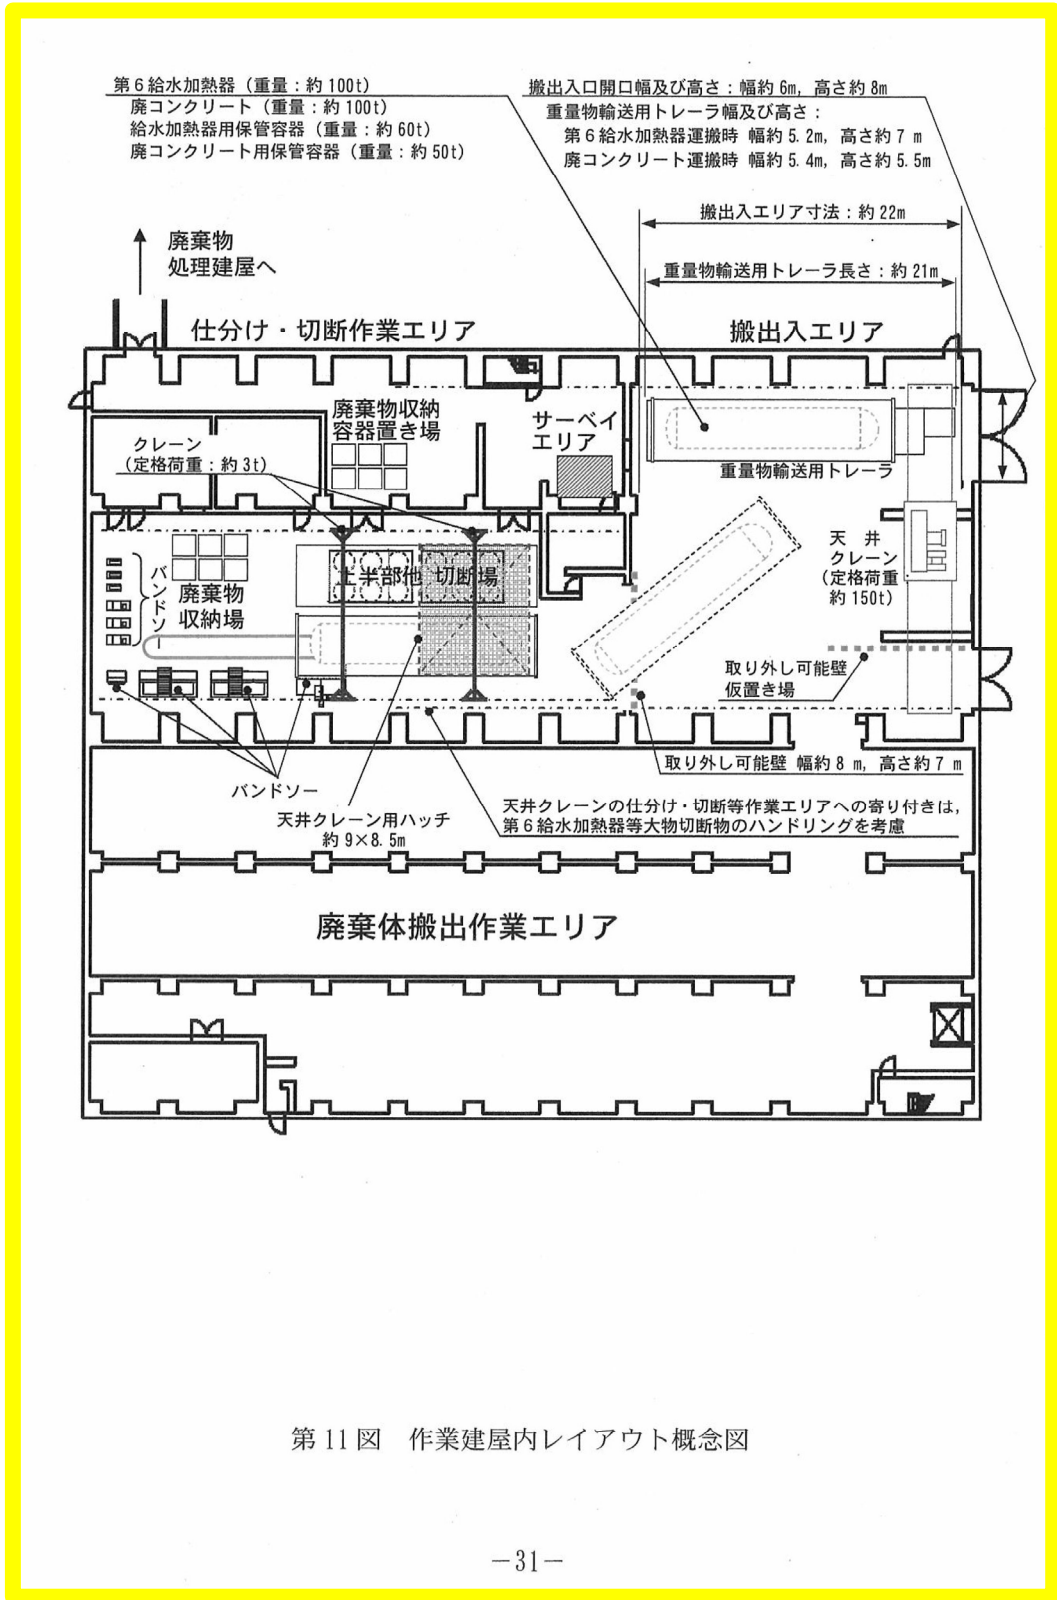 第6給水加熱器（重量：約100t）
廃コンクリート（重量：約100t）
給水加熱器用保管容器（重量：約60t）
廃コンクリート用保管容器（重量：約50t）
搬出入口開口幅及び高さ：幅約6m，高さ約8m
重量物輸送用トレーラ幅及び高さ：
第6給水加熱器運搬時 幅約5.2m，高さ約7 m
廃コンクリート運搬時 幅約5.4m，高さ約5.5m
搬出入エリア寸法：約22m
重量物輸送用トレーラ長さ：約21m
廃棄物
処理建屋へ
仕分け・切断作業エリア
搬出入エリア
廃棄物収納
容器置き場
サーベイ
エリア
クレーン
（定格荷重：約3t）
重量物輸送用トレーラ
天 井
クレーン
（定格荷重
約150t）
上半部他 切断場
バンドソー
廃棄物
収納場
取り外し可能壁
仮置き場
取り外し可能壁 幅約8 m，高さ約7 m
バンドソー
天井クレーン用ハッチ
約9×8.5m
天井クレーンの仕分け・切断等作業エリアへの寄り付きは，
第6給水加熱器等大物切断物のハンドリングを考慮
廃棄体搬出作業エリア
第11図 作業建屋内レイアウト概念図
－31－